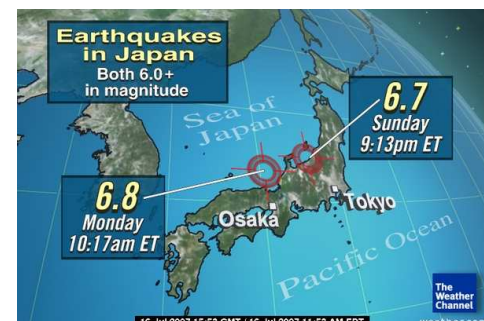 Earthquakes
in Japan
Both 6.0+
in magnitude
Sea of
Japan
6.7
Sunday
9:13pm ET
6.8
Monday
10:17am ET
Osaka
Tokyo
Pacific Ocean
The
Weather
Channel